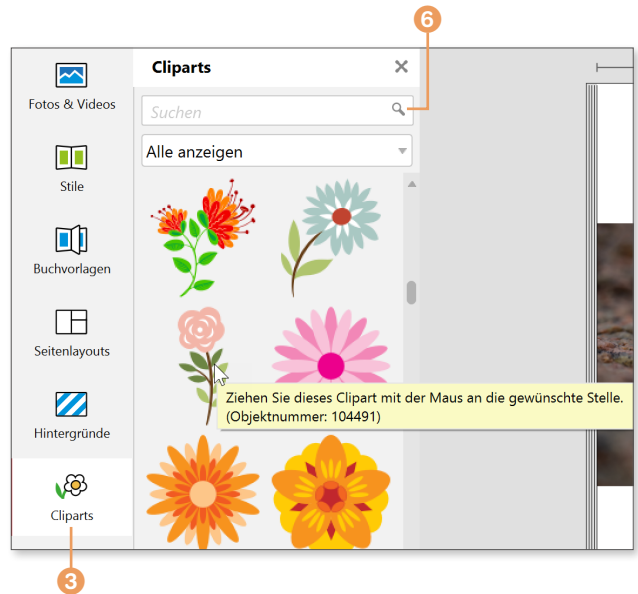 6
Fotos & Videos
Stile
Buchvorlagen
Seitenlayouts
Hintergründe
Cliparts
Cliparts
Suchen
Alle anzeigen
Ziehen Sie dieses Clipart mit der Maus an die gewünschte Stelle.
(Objektnummer: 104491)
3